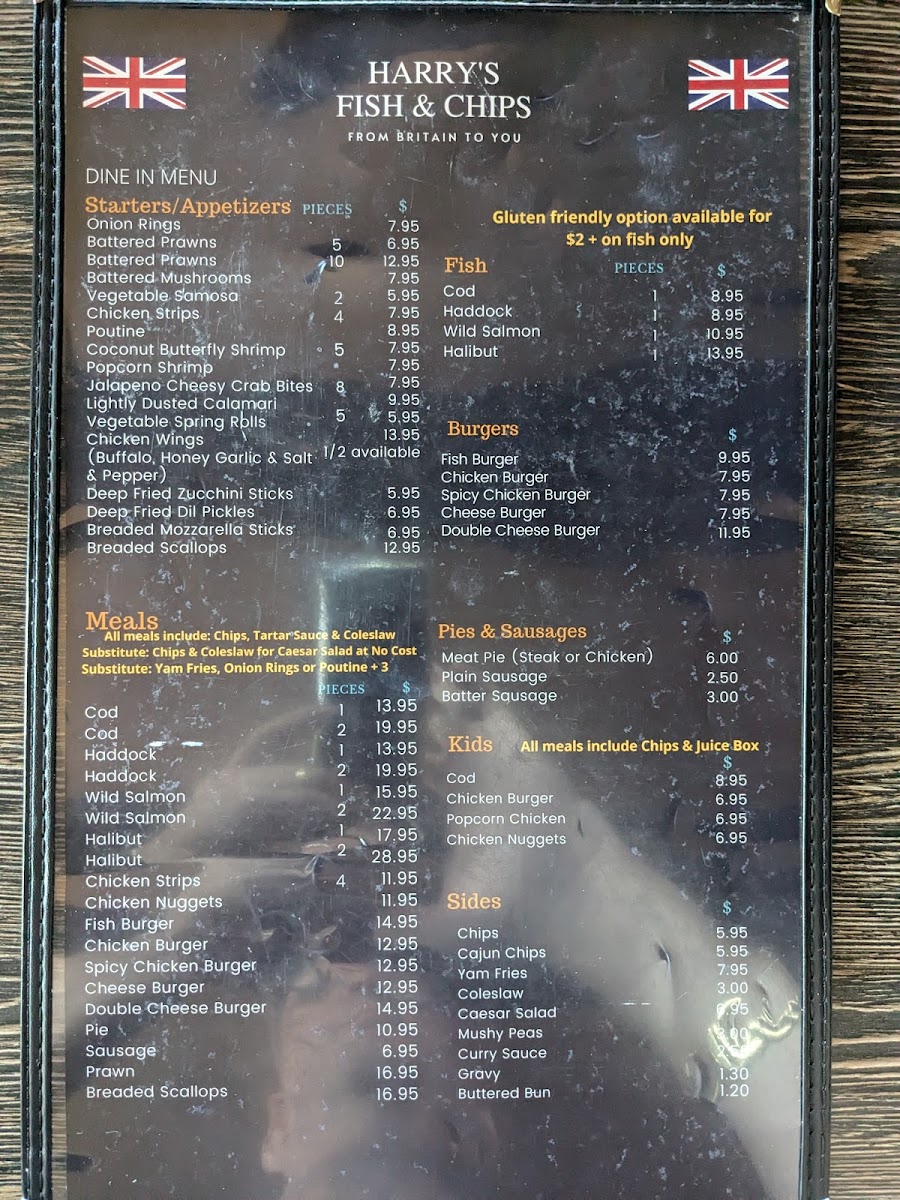 HARRY'S
FISH & CHIPS
FROM BRITAIN TO YOU
DINE IN MENU
Starters/Appetizers PIECES $
Onion Rings 7.95
Battered Prawns 5 6.95
Battered Prawns 10 12.95
Battered Mushrooms 7.95
Vegetable Samosa 2 5.95
Chicken Strips 4 7.95
Poutine 8.95
Coconut Butterfly Shrimp 5 7.95
Popcorn Shrimp 7.95
Jalapeno Cheesy Crab Bites 8 7.95
Lightly Dusted Calamari 9.95
Vegetable Spring Rolls 5 5.95
Chicken Wings 13.95
(Buffalo, Honey Garlic & Salt 1/2 available
& Pepper)
Deep Fried Zucchini Sticks 5.95
Deep Fried Dil Pickles 6.95
Breaded Mozzarella Sticks 6.95
Breaded Scallops 12.95
Meals
All meals include: Chips, Tartar Sauce & Coleslaw
Substitute: Chips & Coleslaw for Caesar Salad at No Cost
Substitute: Yam Fries, Onion Rings or Poutine + 3
PIECES $
Cod 1 13.95
Cod 2 19.95
Haddock 1 13.95
Haddock 2 19.95
Wild Salmon 1 15.95
Wild Salmon 2 22.95
Halibut 1 17.95
Halibut 2 28.95
Chicken Strips 4 11.95
Chicken Nuggets 11.95
Fish Burger 14.95
Chicken Burger 12.95
Spicy Chicken Burger 12.95
Cheese Burger 12.95
Double Cheese Burger 14.95
Pie 10.95
Sausage 6.95
Prawn 16.95
Breaded Scallops 16.95
Gluten friendly option available for
$2 + on fish only
Fish PIECES $
Cod 1 8.95
Haddock 1 8.95
Wild Salmon 1 10.95
Halibut 1 13.95
Burgers $
Fish Burger 9.95
Chicken Burger 7.95
Spicy Chicken Burger 7.95
Cheese Burger 7.95
Double Cheese Burger 11.95
Pies & Sausages $
Meat Pie (Steak or Chicken) 6.00
Plain Sausage 2.50
Batter Sausage 3.00
Kids All meals include Chips & Juice Box
$
Cod 8.95
Chicken Burger 6.95
Popcorn Chicken 6.95
Chicken Nuggets 6.95
Sides $
Chips 5.95
Cajun Chips 5.95
Yam Fries 7.95
Coleslaw 3.00
Caesar Salad
Mushy Peas
Curry Sauce
Gravy 1.30
Buttered Bun 1.20